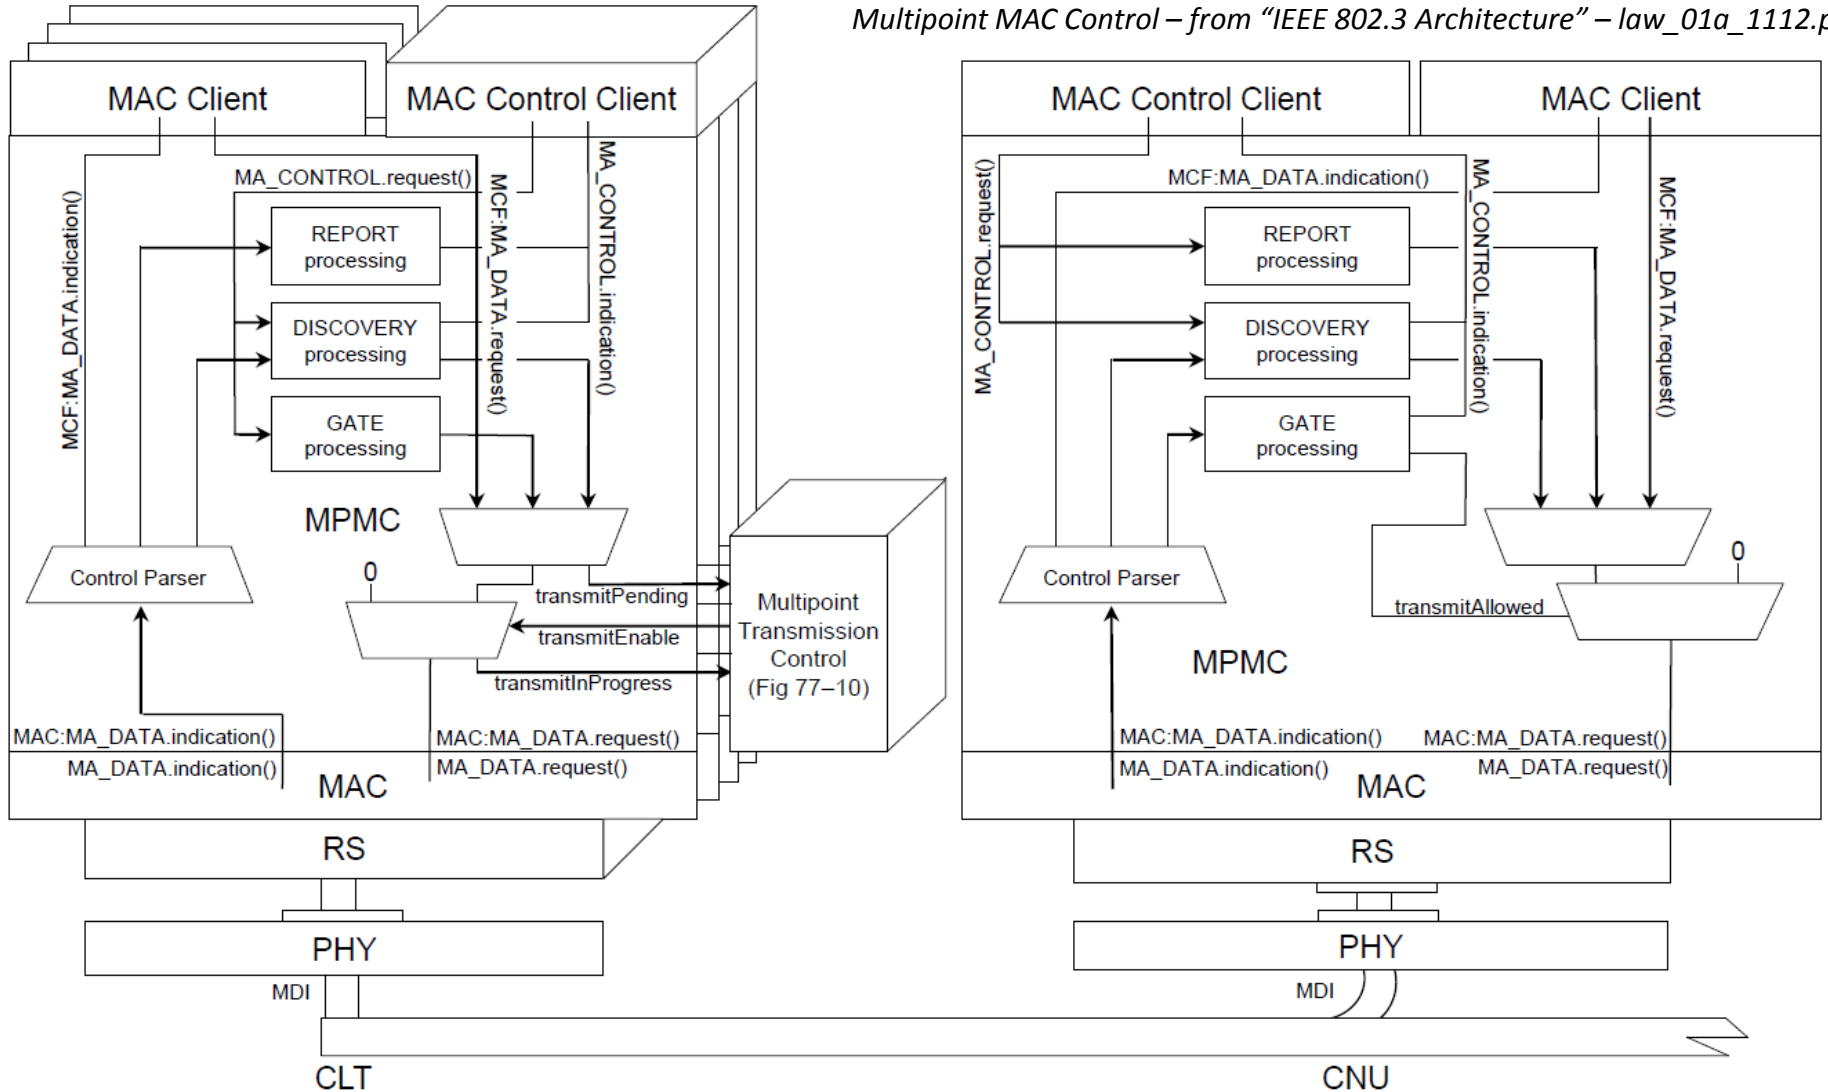 Multipoint MAC Control – from “IEEE 802.3 Architecture” – law_01a_1112.p
MAC Client
MAC Control Client
MA_CONTROL.request()
MCF:MA_DATA.indication()
MCF:MA_DATA.request()
MA_CONTROL.indication()
REPORT
processing
DISCOVERY
processing
GATE
processing
MPMC
Control Parser
0
transmitPending
transmitEnable
transmitInProgress
Multipoint
Transmission
Control
(Fig 77–10)
MAC:MA_DATA.indication()
MAC:MA_DATA.request()
MA_DATA.indication()
MA_DATA.request()
MAC
RS
PHY
MDI
CLT
MAC Control Client
MAC Client
MA_CONTROL.request()
MCF:MA_DATA.indication()
MA_CONTROL.indication()
MCF:MA_DATA.request()
REPORT
processing
DISCOVERY
processing
GATE
processing
Control Parser
0
transmitAllowed
MPMC
MAC:MA_DATA.indication()
MAC:MA_DATA.request()
MA_DATA.indication()
MA_DATA.request()
MAC
RS
PHY
MDI
CNU